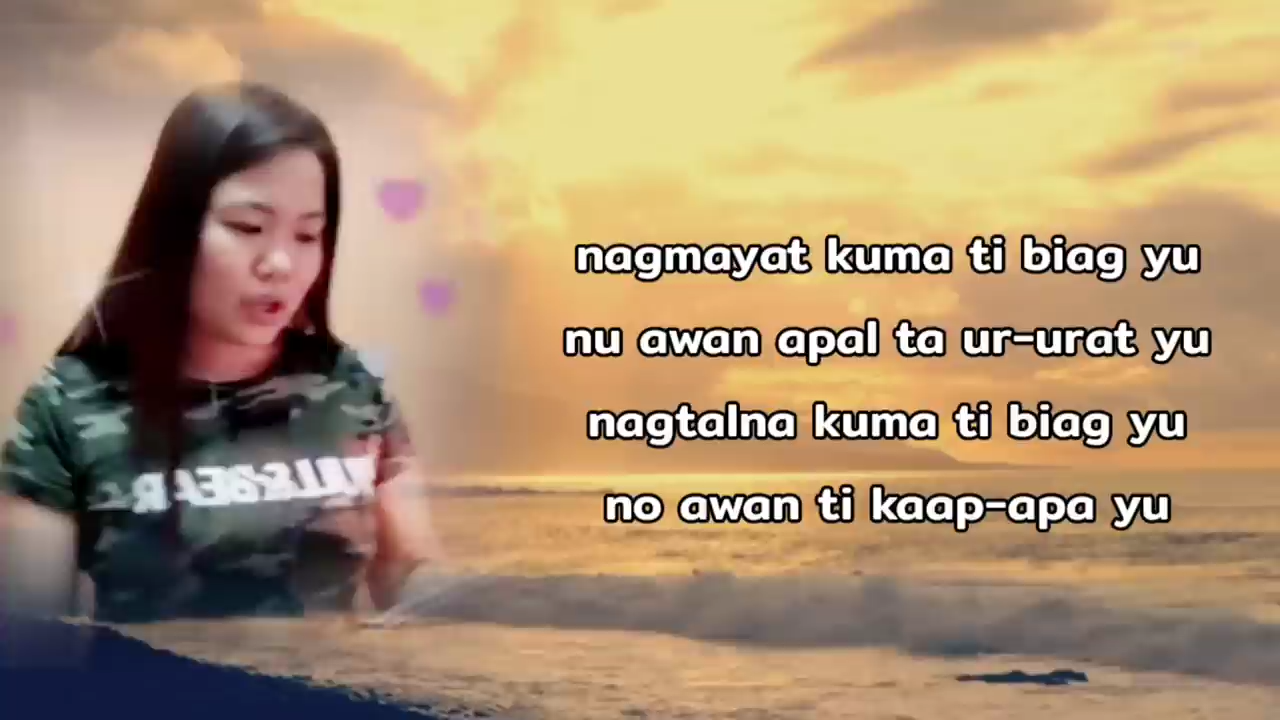 nagmayat kuma ti biag yu
nu awan apal ta ur-urat yu
nagtalna kuma ti biag yu
no awan ti kaap-apa yu